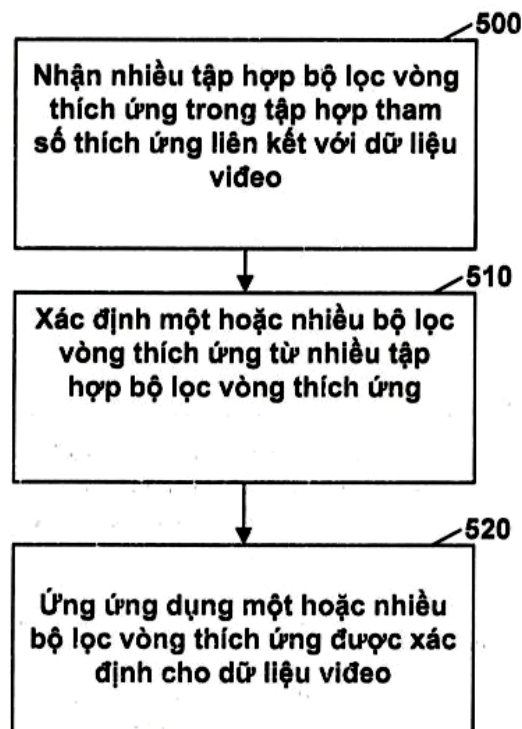 500
Nhận nhiều tập hợp bộ lọc vòng
thích ứng trong tập hợp tham
số thích ứng liên kết với dữ liệu
viđeo
510
Xác định một hoặc nhiều bộ lọc
vòng thích ứng từ nhiều tập
hợp bộ lọc vòng thích ứng
520
Ứng ứng dụng một hoặc nhiều
bộ lọc vòng thích ứng được xác
định cho dữ liệu viđeo